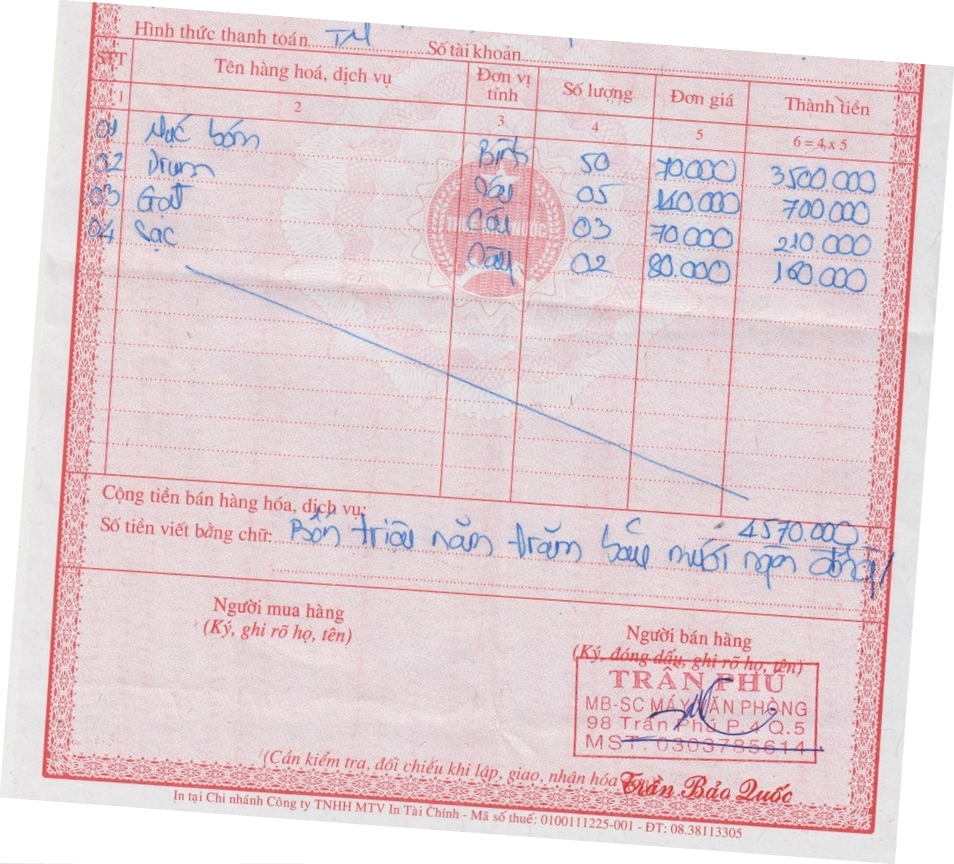 Hình thức thanh toán TM Số tài khoản
STT Tên hàng hoá, dịch vụ Đơn vị tính Số lượng Đơn giá Thành tiền
1 2 3 4 5 6 = 4 x 5
01 Mực bơm Bình 50 70.000 3500.000
02 Drum Cây 05 140.000 700.000
03 Gạt Cây 03 70.000 210.000
04 Sạc Cây 02 80.000 160.000
Cộng tiền bán hàng hóa, dịch vụ: 4570.000
Số tiền viết bằng chữ: Bốn triệu năm trăm bảy mươi ngàn đồng
Người mua hàng
(Ký, ghi rõ họ, tên)
Người bán hàng
(Ký, đóng dấu, ghi rõ họ, tên)
TRÂN PHÚ
MB-SC MÁY VĂN PHÒNG
98 Trần Phú P.4 Q.5
MST: 0303785614
(Cần kiểm tra, đối chiếu khi lập, giao, nhận hóa
Trần Bảo Quốc
In tại Chi nhánh Công ty TNHH MTV In Tài Chính - Mã số thuế: 0100111225-001 - ĐT: 08.38113305